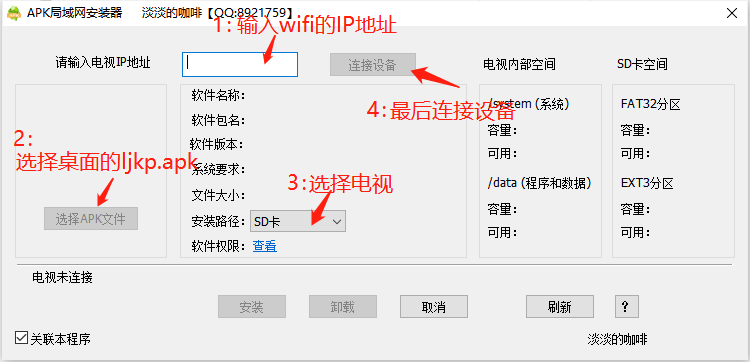 APK局域网安装器 淡淡的咖啡【QQ:8921759】
1：输入wifi的IP地址
请输入电视IP地址 连接设备 电视内部空间 SD卡空间
软件名称：
/system (系统) FAT32分区
4：最后连接设备
软件包名： 容量： 容量：
2：
选择桌面的ljkp.apk
软件版本： 可用： 可用：
系统要求：
3：选择电视
/data (程序和数据) EXT3分区
文件大小：
选择APK文件 安装路径： SD卡 容量： 容量：
可用： 可用：
软件权限： 查看
电视未连接
安装 卸载 取消 刷新 ?
关联本程序 淡淡的咖啡